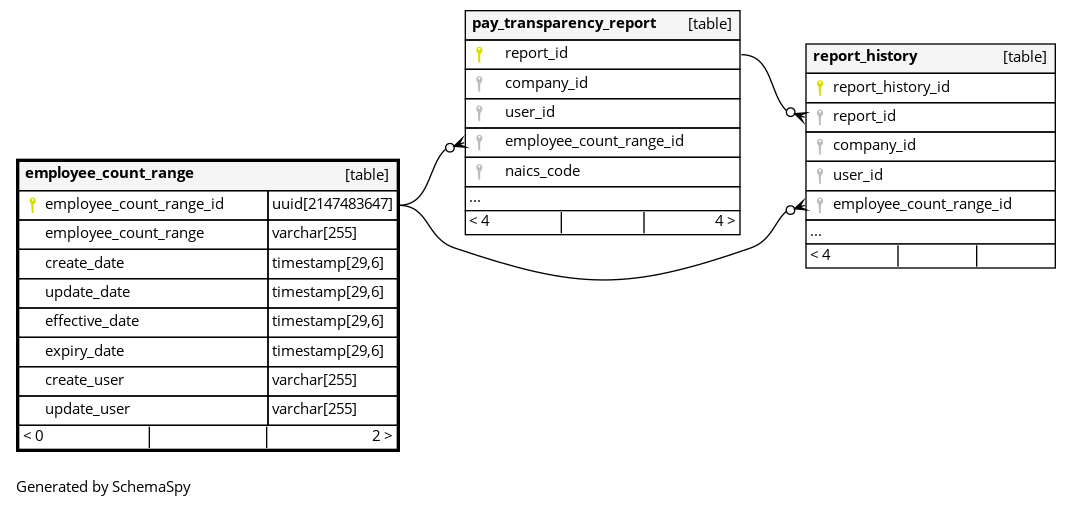 pay_transparency_report [table]
report_id
company_id
user_id
employee_count_range_id
naics_code
...
< 4 4 >
report_history [table]
report_history_id
report_id
company_id
user_id
employee_count_range_id
...
< 4
employee_count_range [table]
employee_count_range_id uuid[2147483647]
employee_count_range varchar[255]
create_date timestamp[29,6]
update_date timestamp[29,6]
effective_date timestamp[29,6]
expiry_date timestamp[29,6]
create_user varchar[255]
update_user varchar[255]
< 0 2 >
Generated by SchemaSpy